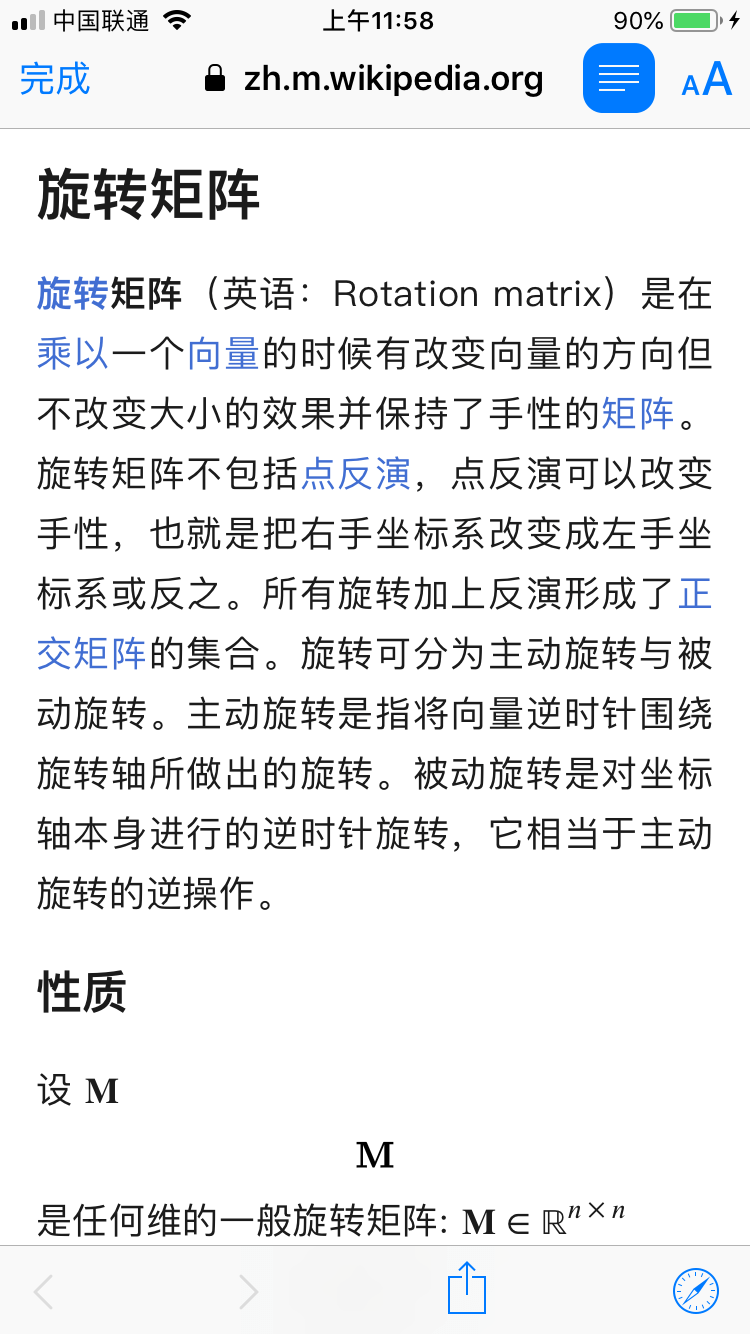 中国联通 上午11:58 90%
完成 zh.m.wikipedia.org AA
旋转矩阵
旋转矩阵（英语：Rotation matrix）是在
乘以一个向量的时候有改变向量的方向但
不改变大小的效果并保持了手性的矩阵。
旋转矩阵不包括点反演，点反演可以改变
手性，也就是把右手坐标系改变成左手坐
标系或反之。所有旋转加上反演形成了正
交矩阵的集合。旋转可分为主动旋转与被
动旋转。主动旋转是指将向量逆时针围绕
旋转轴所做出的旋转。被动旋转是对坐标
轴本身进行的逆时针旋转，它相当于主动
旋转的逆操作。
性质
设 M
M
是任何维的一般旋转矩阵: M ∈ ℝⁿ ˣ ⁿ